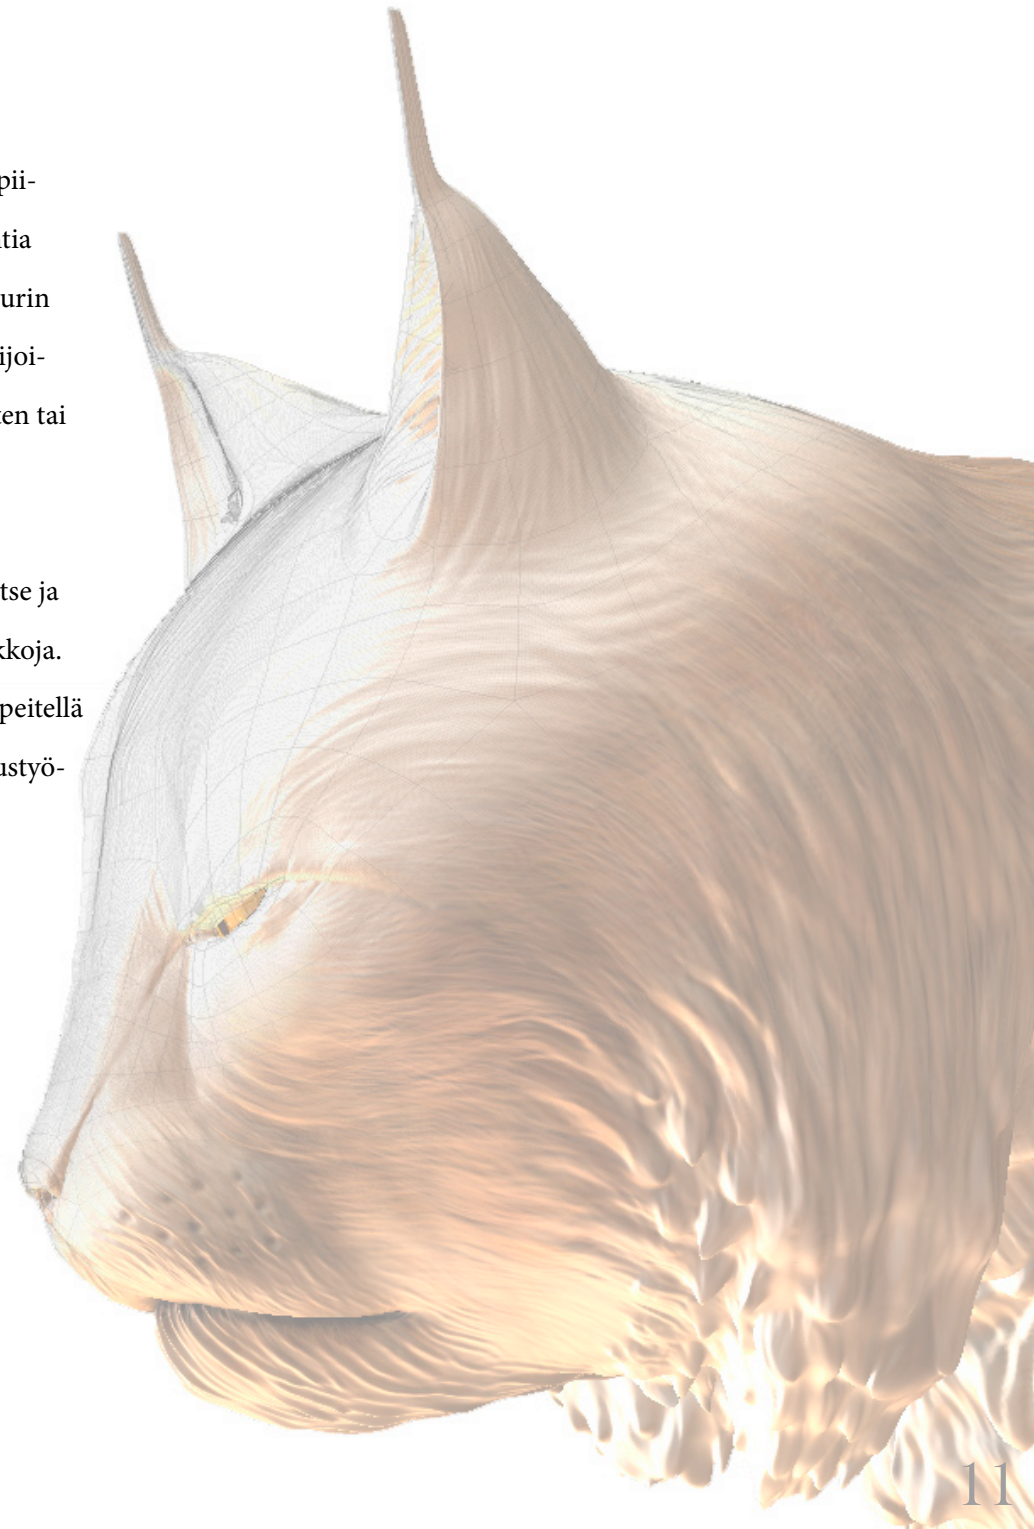 pii-
tia
urin
ijoi-
ten tai
tse ja
kkoja.
peitellä
ustyö-
11